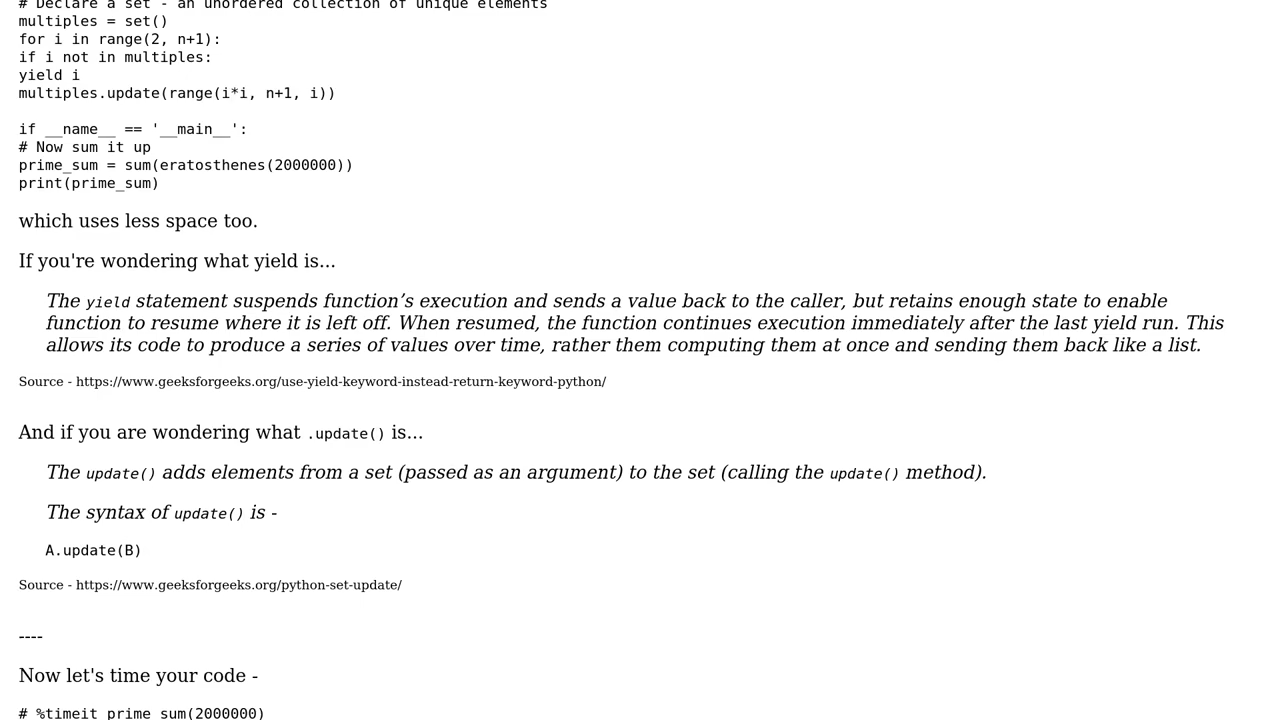 # Declare a set - an unordered collection of unique elements
multiples = set()
for i in range(2, n+1):
if i not in multiples:
yield i
multiples.update(range(i*i, n+1, i))
if __name__ == '__main__':
# Now sum it up
prime_sum = sum(eratosthenes(2000000))
print(prime_sum)
which uses less space too.
If you're wondering what yield is...
The yield statement suspends function’s execution and sends a value back to the caller, but retains enough state to enable
function to resume where it is left off. When resumed, the function continues execution immediately after the last yield run. This
allows its code to produce a series of values over time, rather them computing them at once and sending them back like a list.
Source - https://www.geeksforgeeks.org/use-yield-keyword-instead-return-keyword-python/
And if you are wondering what .update() is...
The update() adds elements from a set (passed as an argument) to the set (calling the update() method).
The syntax of update() is -
A.update(B)
Source - https://www.geeksforgeeks.org/python-set-update/
----
Now let's time your code -
# %timeit prime_sum(2000000)